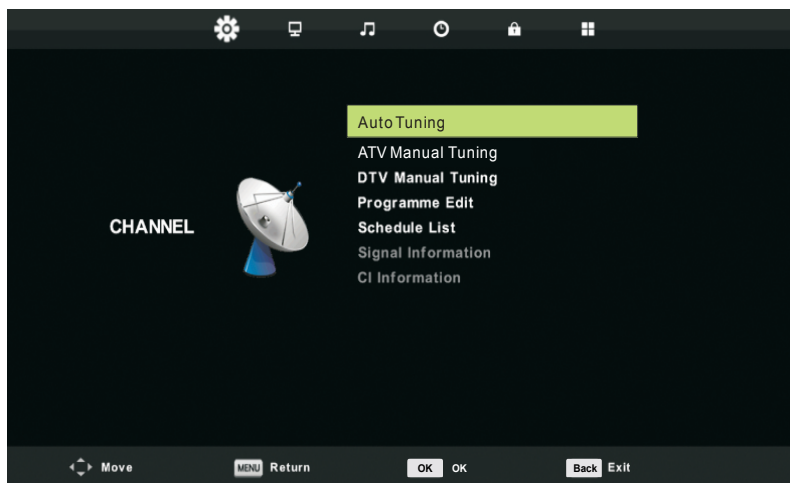 Auto Tuning
ATV Manual Tuning
DTV Manual Tuning
Programme Edit
CHANNEL
Schedule List
Signal Information
CI Information
Move
MENU Return
OK OK
Back Exit